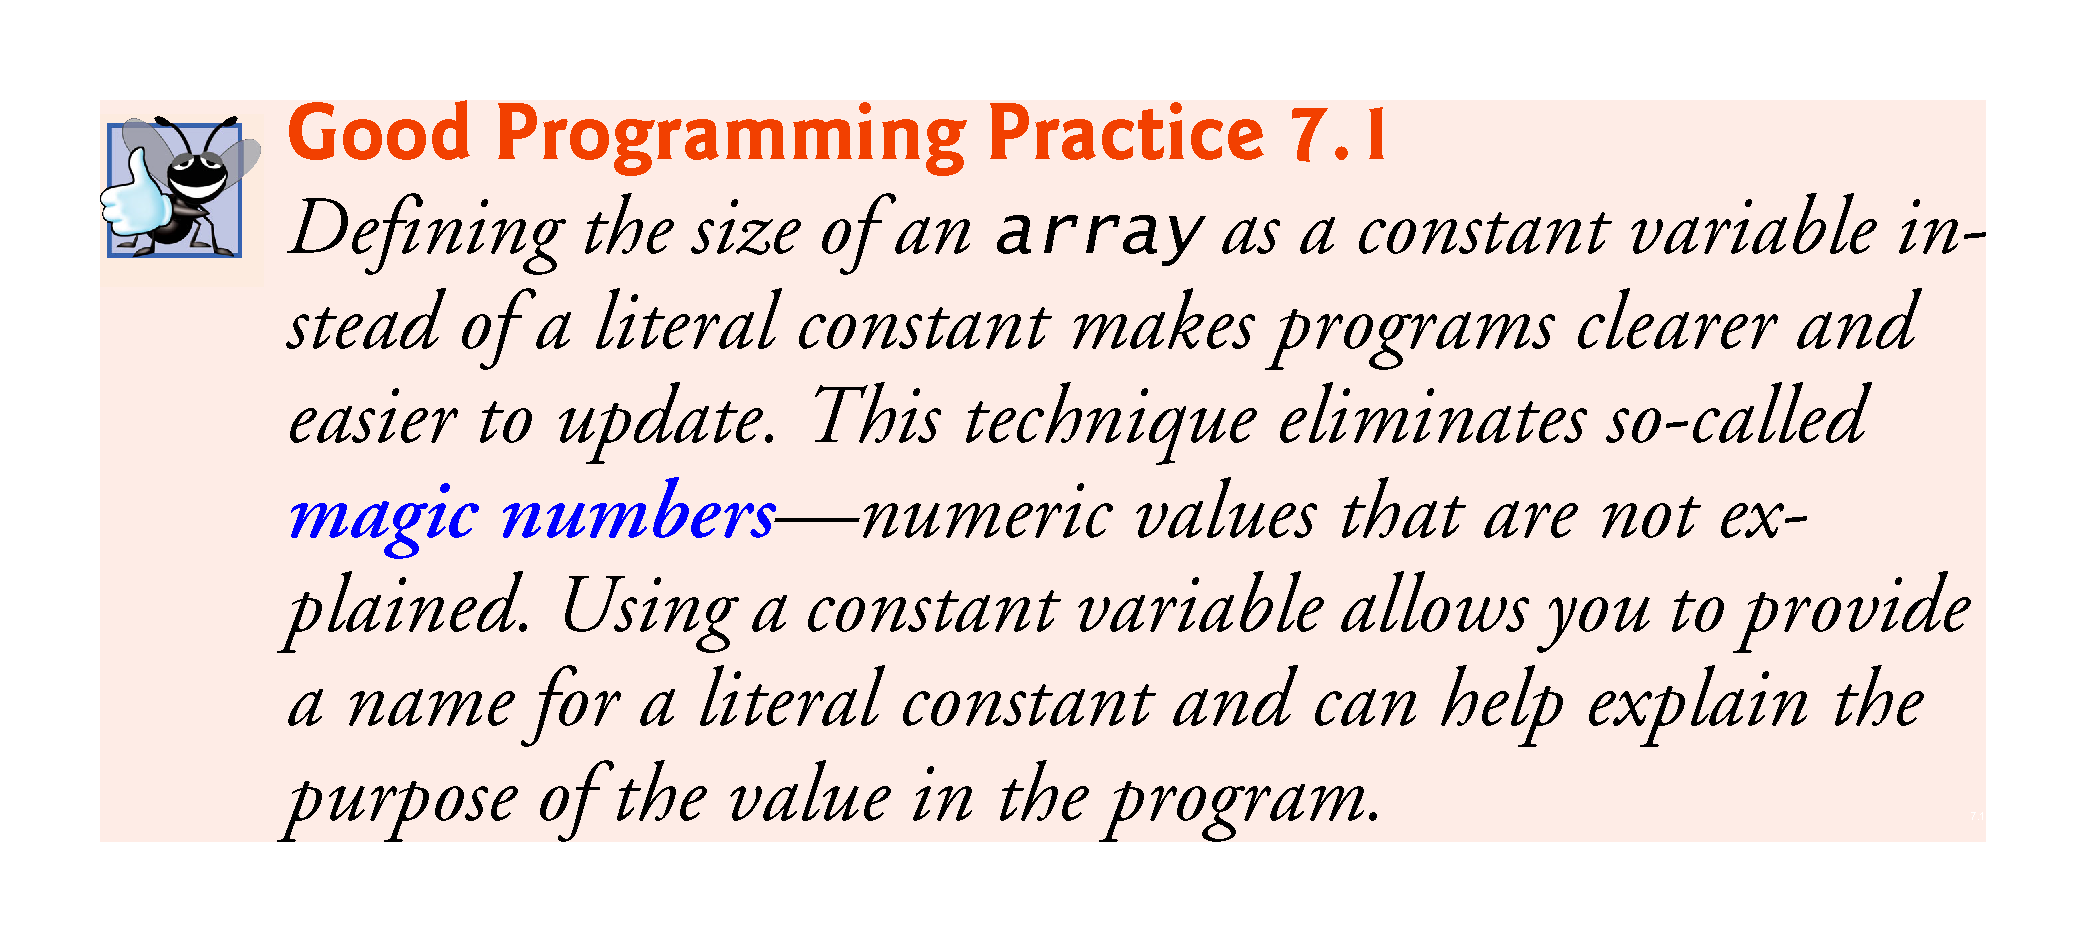 Good Programming Practice 7.1
Defining the size of an array as a constant variable in-
stead of a literal constant makes programs clearer and
easier to update. This technique eliminates so-called
magic numbers—numeric values that are not ex-
plained. Using a constant variable allows you to provide
a name for a literal constant and can help explain the
purpose of the value in the program.